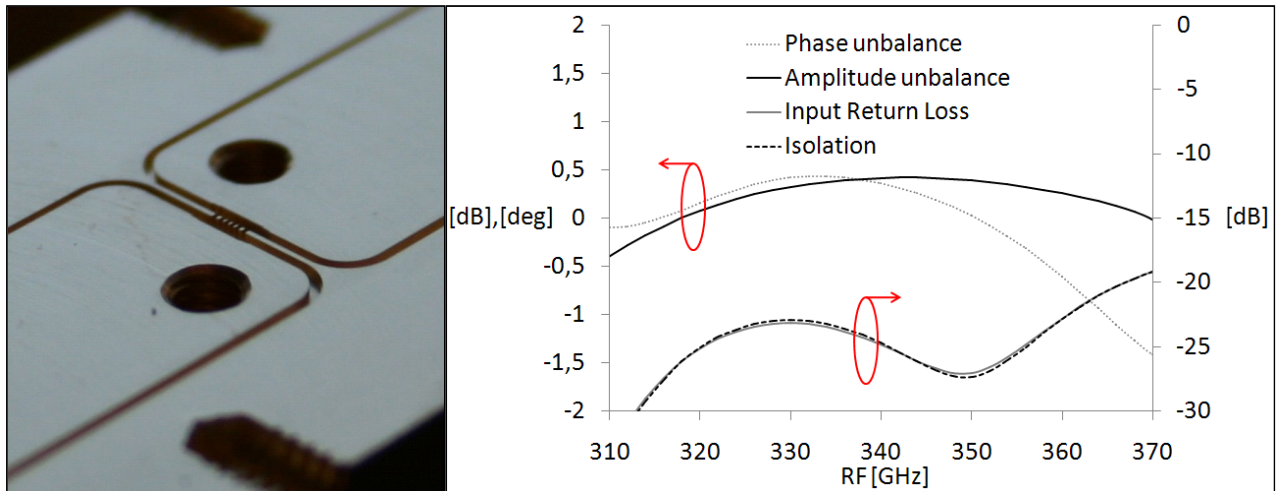 Phase unbalance
Amplitude unbalance
Input Return Loss
Isolation
2
1,5
1
0,5
0
-0,5
-1
-1,5
-2
[dB],[deg]
0
-5
-10
-15
-20
-25
-30
[dB]
310 320 330 340 350 360 370
RF[GHz]